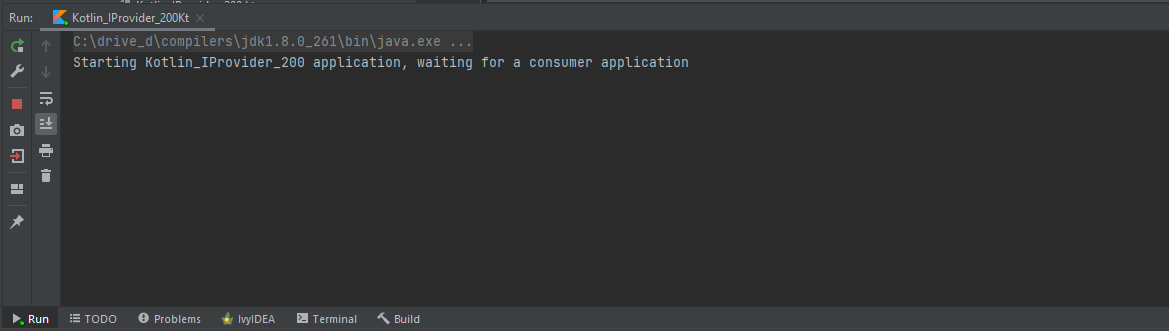 Run:
Kotlin_IProvider_200Kt
C:\drive_d\compilers\jdk1.8.0_261\bin\java.exe ...
Starting Kotlin_IProvider_200 application, waiting for a consumer application
Run
TODO
Problems
IvyIDEA
Terminal
Build